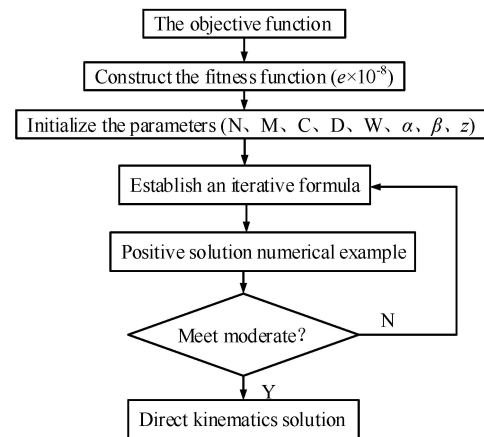 The objective function
Construct the fitness function (e×10⁻⁸)
Initialize the parameters (N、M、C、D、W、α、β、z)
Establish an iterative formula
Positive solution numerical example
Meet moderate?
N
Y
Direct kinematics solution